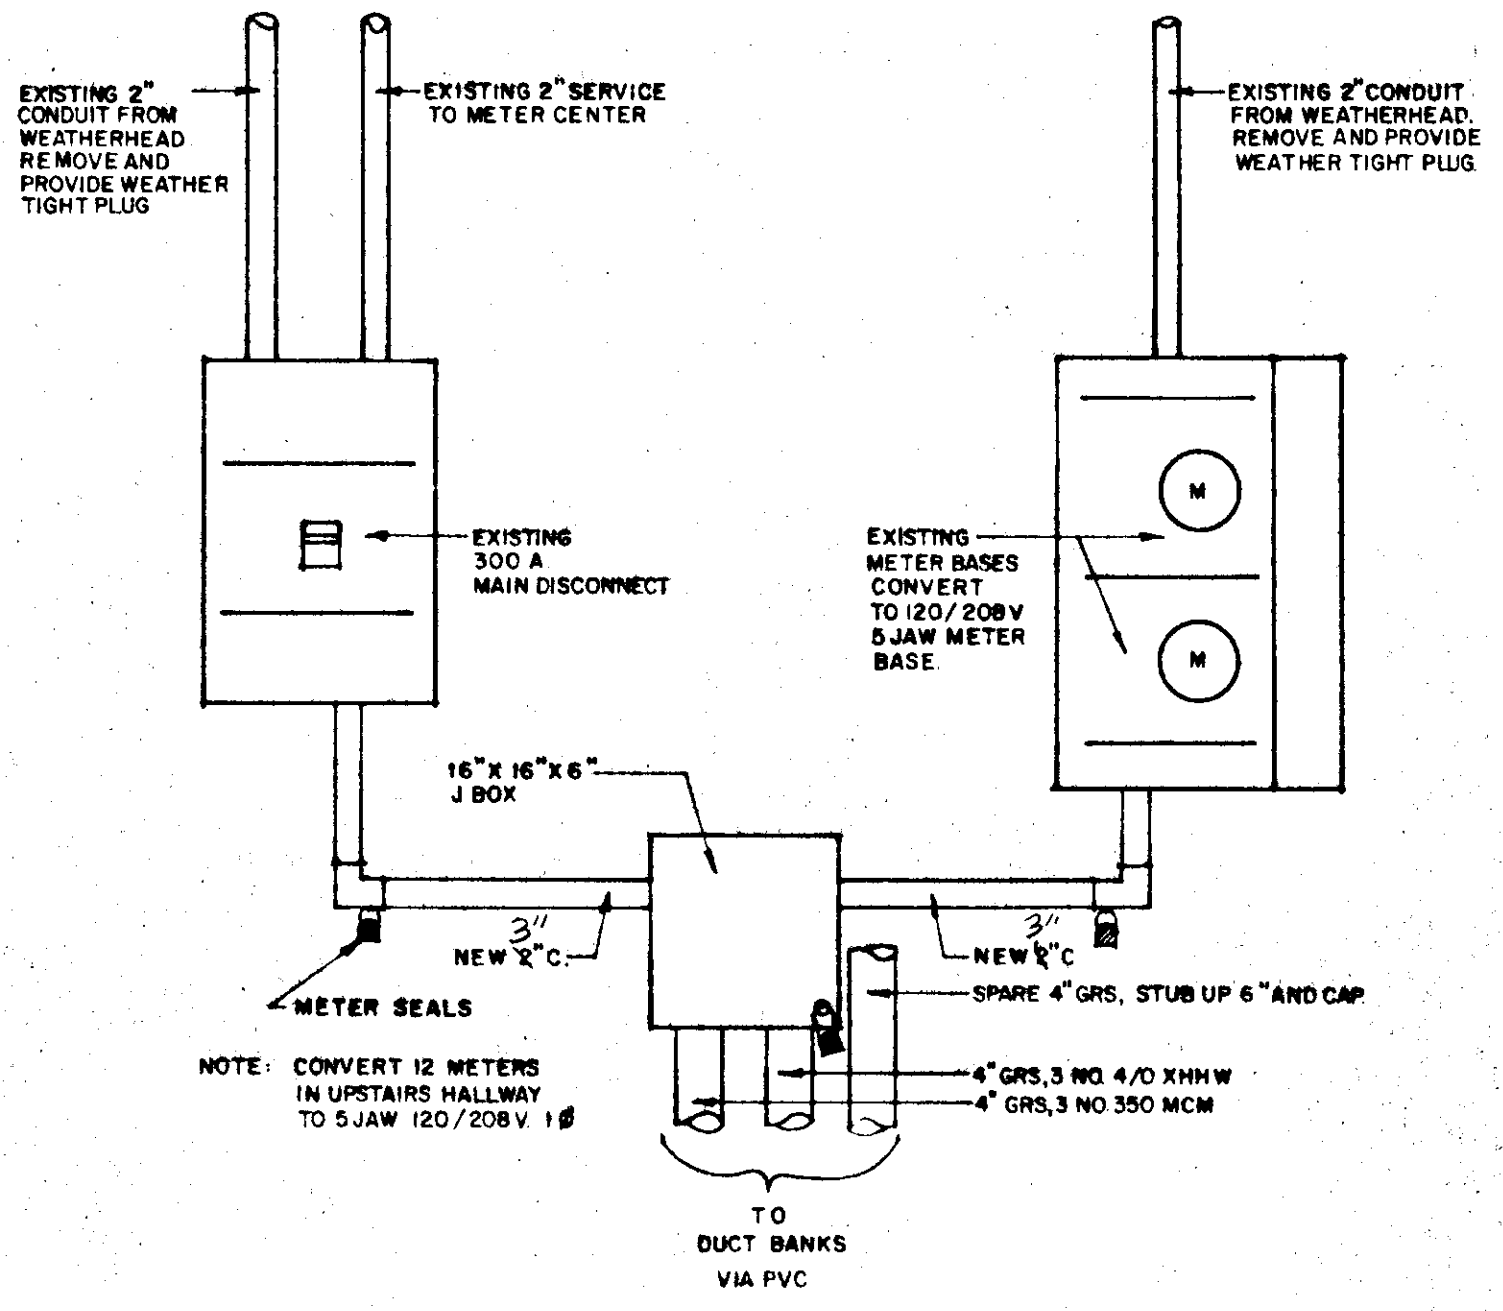 EXISTING 2"
CONDUIT FROM
WEATHERHEAD
REMOVE AND
PROVIDE WEATHER
TIGHT PLUG
EXISTING 2" SERVICE
TO METER CENTER
EXISTING 2" CONDUIT
FROM WEATHERHEAD.
REMOVE AND PROVIDE
WEATHER TIGHT PLUG.
EXISTING
300 A
MAIN DISCONNECT
EXISTING
METER BASES
CONVERT
TO 120/208V
5 JAW METER
BASE.
M
M
16" X 16" X 6"
J BOX
3"
NEW 2" C.
3"
NEW 2" C
METER SEALS
SPARE 4" GRS, STUB UP 6" AND CAP.
NOTE: CONVERT 12 METERS
IN UPSTAIRS HALLWAY
TO 5 JAW 120/208V. 1Ø
4" GRS, 3 NO. 4/0 XHHW
4" GRS, 3 NO. 350 MCM
TO
DUCT BANKS
VIA PVC